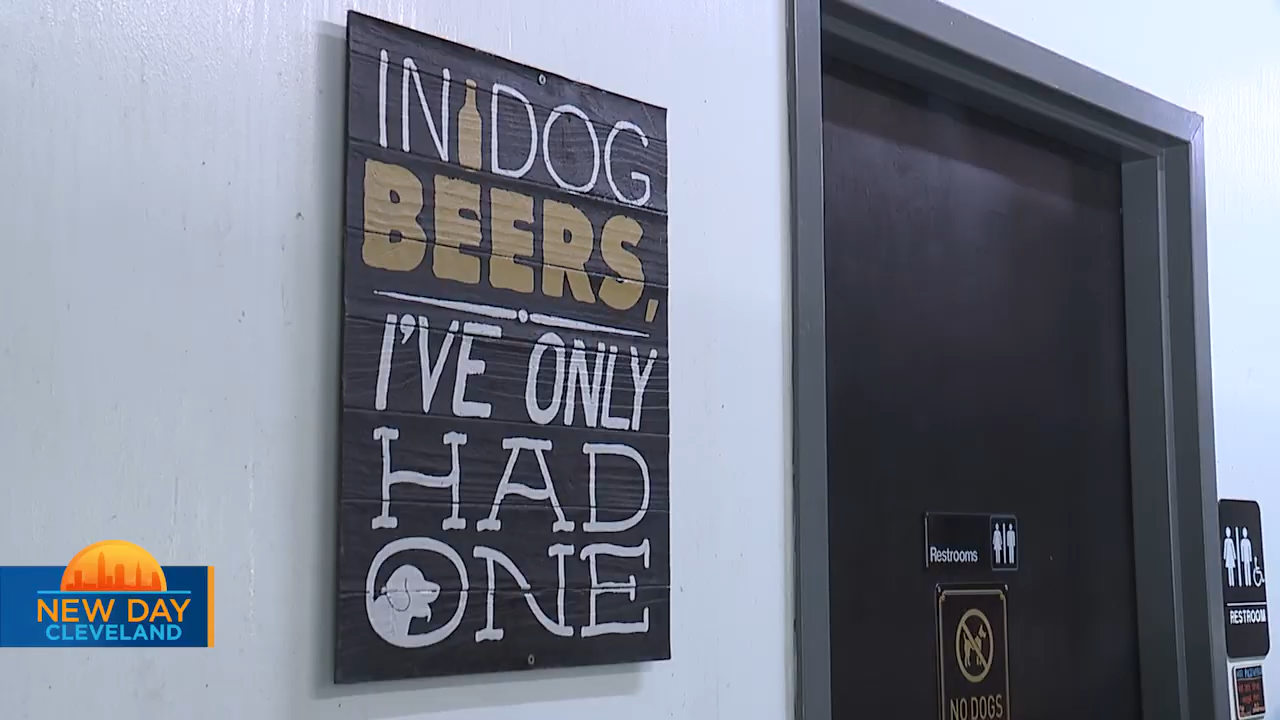 IN DOG
BEERS,
I'VE ONLY
HAD
ONE
Restrooms
NO DOGS
RESTROOM
NEW DAY
CLEVELAND